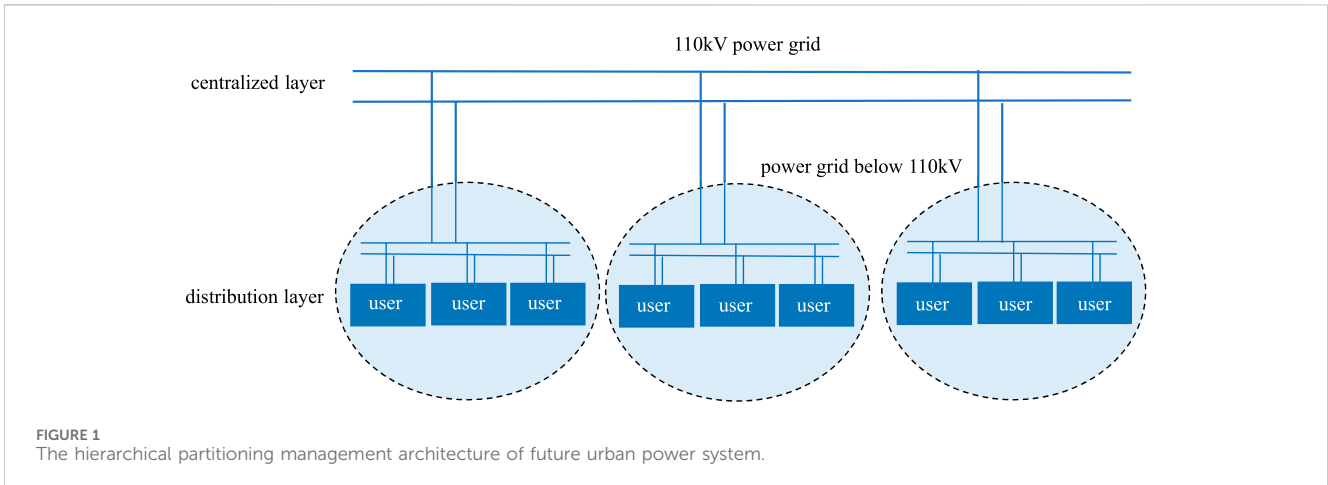 110kV power grid
centralized layer
power grid below 110kV
distribution layer
user user user user user user user user user
FIGURE 1
The hierarchical partitioning management architecture of future urban power system.